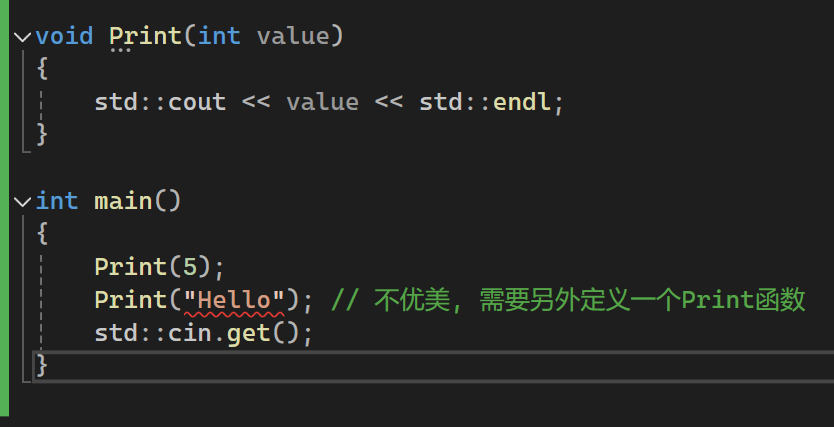 void Print(int value)
{
    std::cout << value << std::endl;
}
int main()
{
    Print(5);
    Print("Hello"); // 不优美, 需要另外定义一个Print函数
    std::cin.get();
}